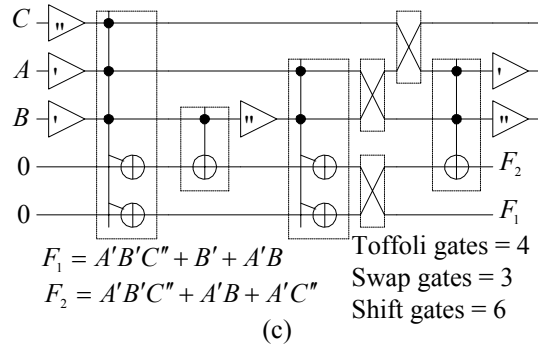 C "
A ' '
B ' " "
0 F₂
0 F₁
F₁ = A′B′C″ + B′ + A′B
F₂ = A′B′C″ + A′B + A′C″
Toffoli gates = 4
Swap gates = 3
Shift gates = 6
(c)